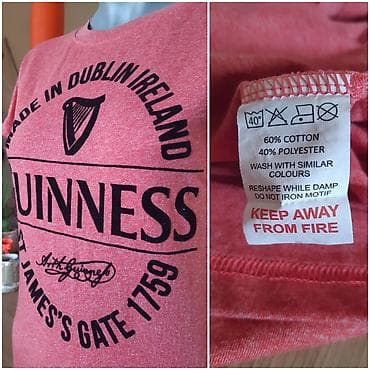 MADE IN DUBLIN IRELAND
UINNESS
JAMES'S GATE 1759
40°
60% COTTON
40% POLYESTER
WASH WITH SIMILAR
COLOURS
RESHAPE WHILE DAMP
DO NOT IRON MOTIF
KEEP AWAY
FROM FIRE